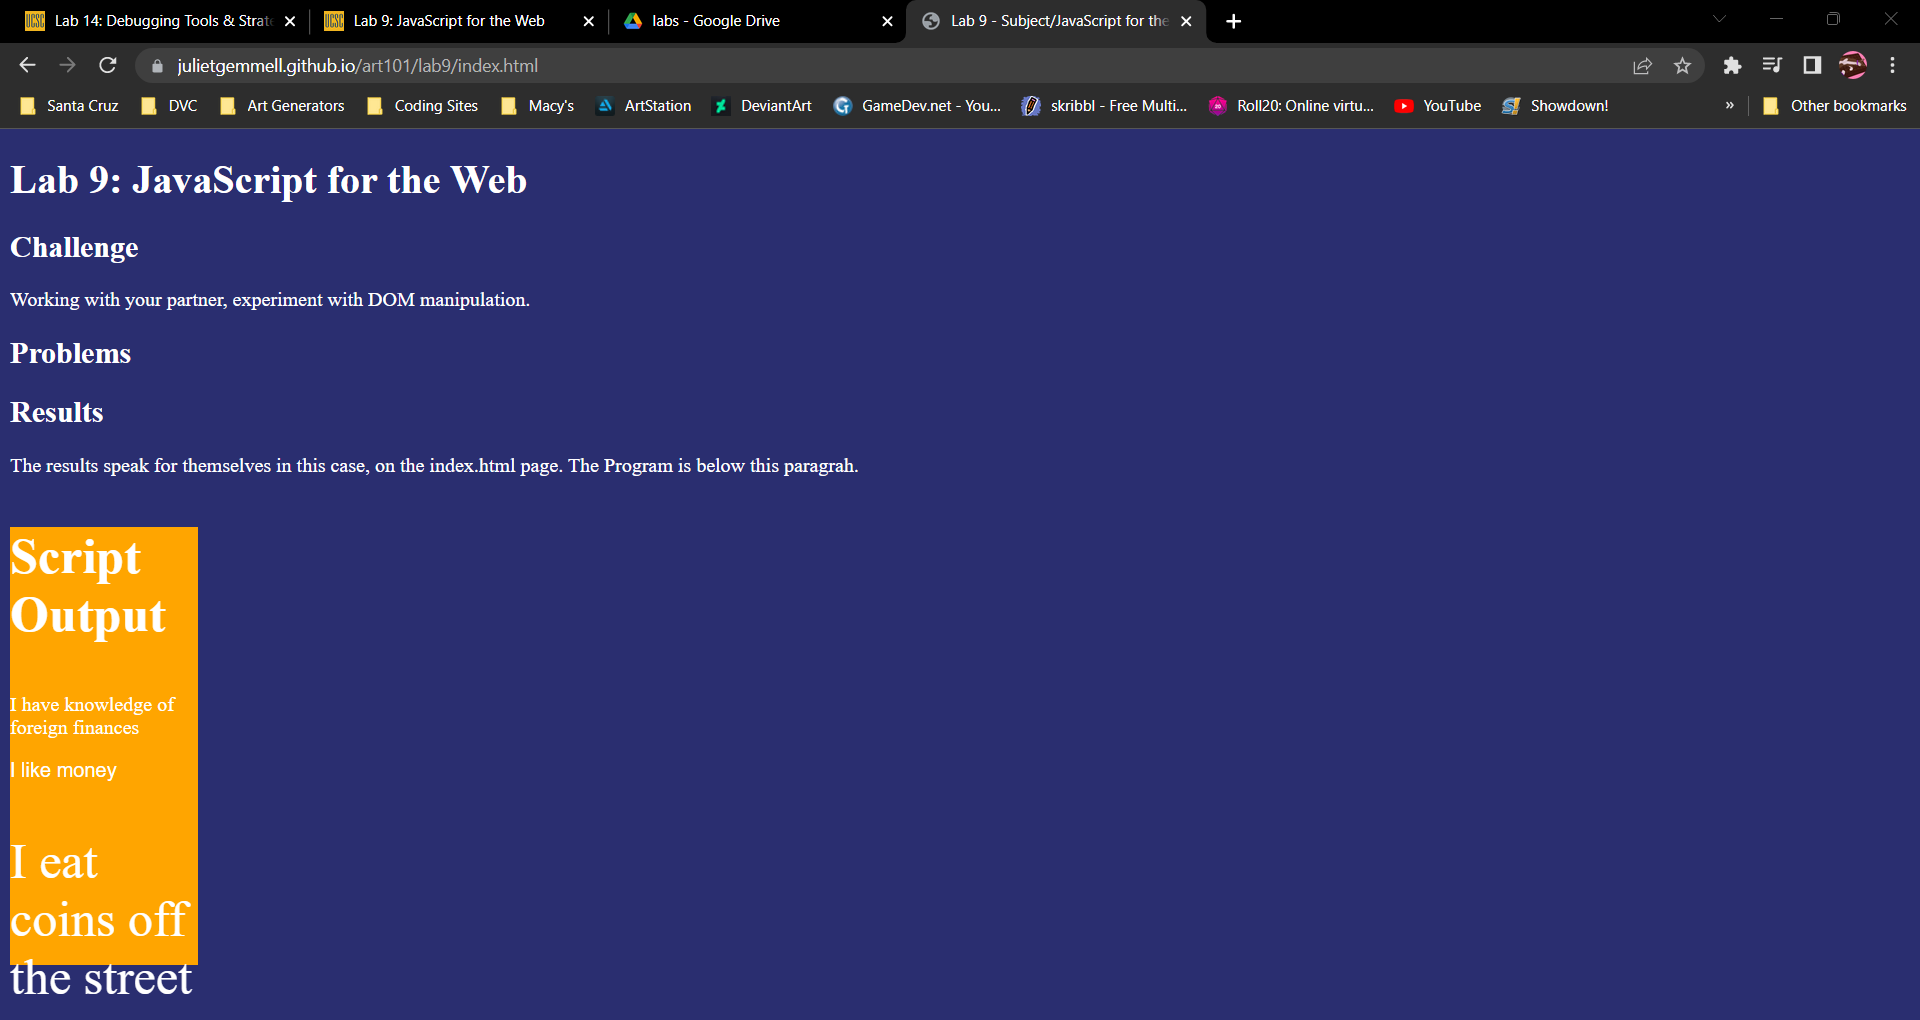 Lab 14: Debugging Tools & Strate
Lab 9: JavaScript for the Web
labs - Google Drive
Lab 9 - Subject/JavaScript for the
julietgemmell.github.io/art101/lab9/index.html
Santa Cruz
DVC
Art Generators
Coding Sites
Macy's
ArtStation
DeviantArt
GameDev.net - You...
skribbl - Free Multi...
Roll20: Online virtu...
YouTube
Showdown!
»
Other bookmarks
Lab 9: JavaScript for the Web
Challenge
Working with your partner, experiment with DOM manipulation.
Problems
Results
The results speak for themselves in this case, on the index.html page. The Program is below this paragrah.
Script
Output
I have knowledge of
foreign finances
I like money
I eat
coins off
the street